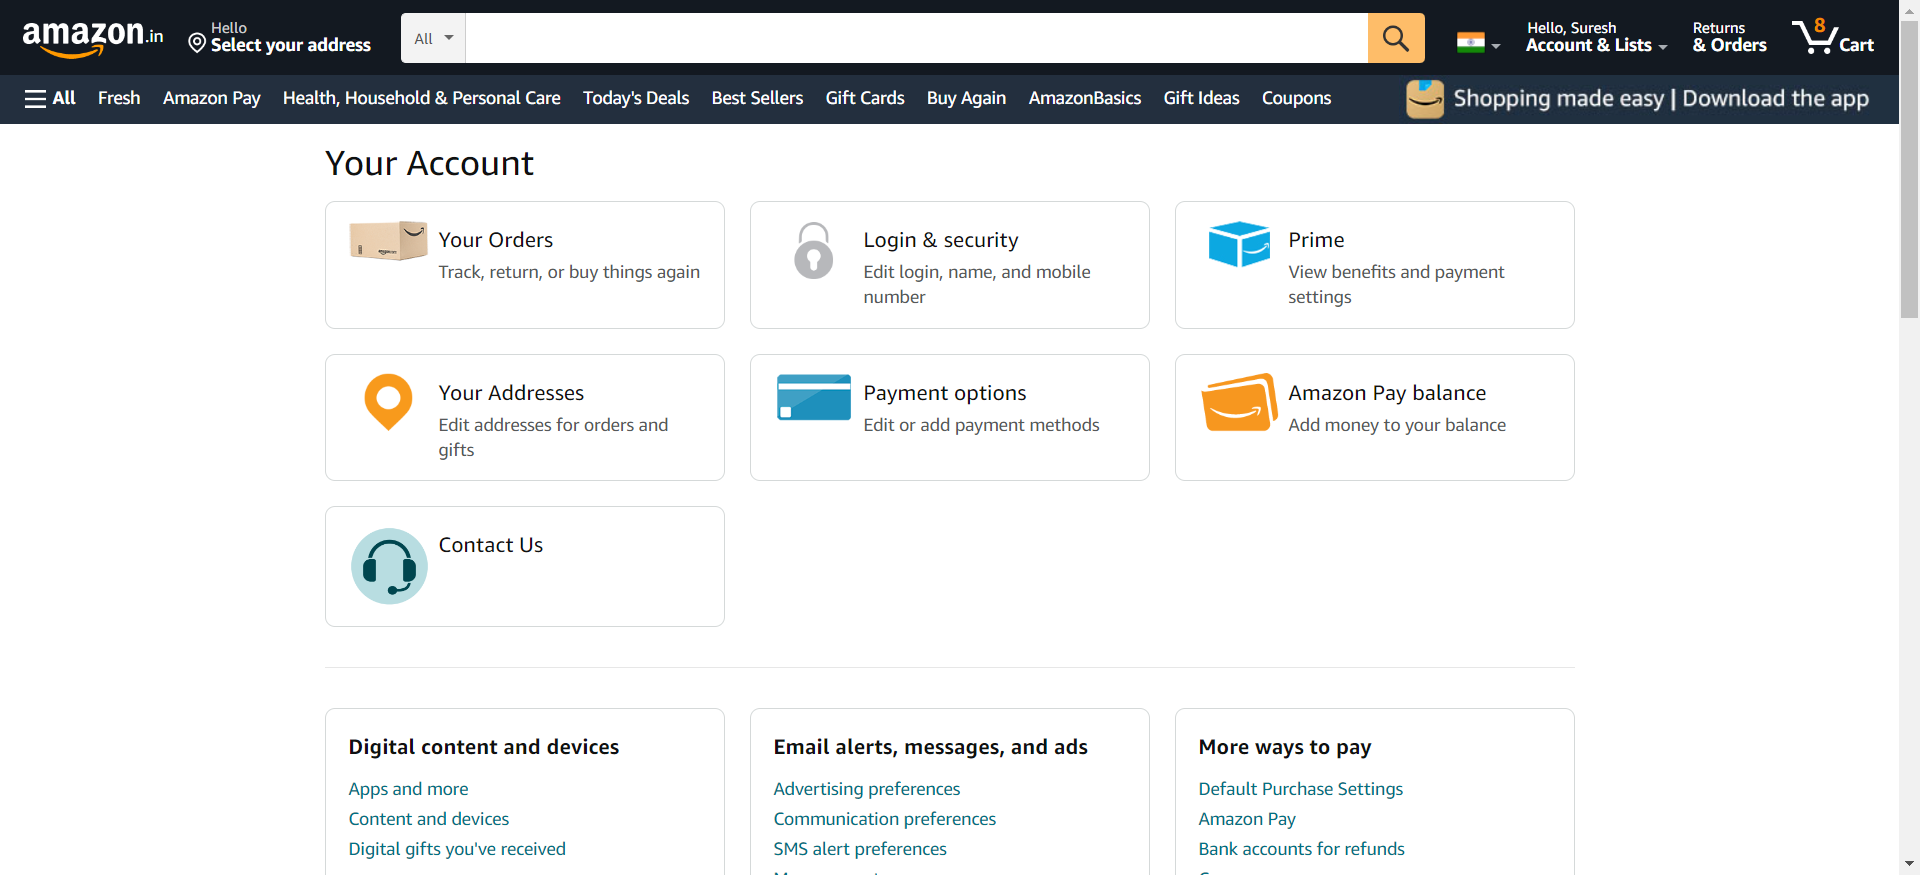 amazon.in
Hello
Select your address
All
Hello, Suresh
Account & Lists
Returns
& Orders
8
Cart
All Fresh Amazon Pay Health, Household & Personal Care Today's Deals Best Sellers Gift Cards Buy Again AmazonBasics Gift Ideas Coupons
Shopping made easy | Download the app
Your Account
Your Orders
Track, return, or buy things again
Login & security
Edit login, name, and mobile
number
Prime
View benefits and payment
settings
Your Addresses
Edit addresses for orders and
gifts
Payment options
Edit or add payment methods
Amazon Pay balance
Add money to your balance
Contact Us
Digital content and devices
Apps and more
Content and devices
Digital gifts you've received
Email alerts, messages, and ads
Advertising preferences
Communication preferences
SMS alert preferences
More ways to pay
Default Purchase Settings
Amazon Pay
Bank accounts for refunds